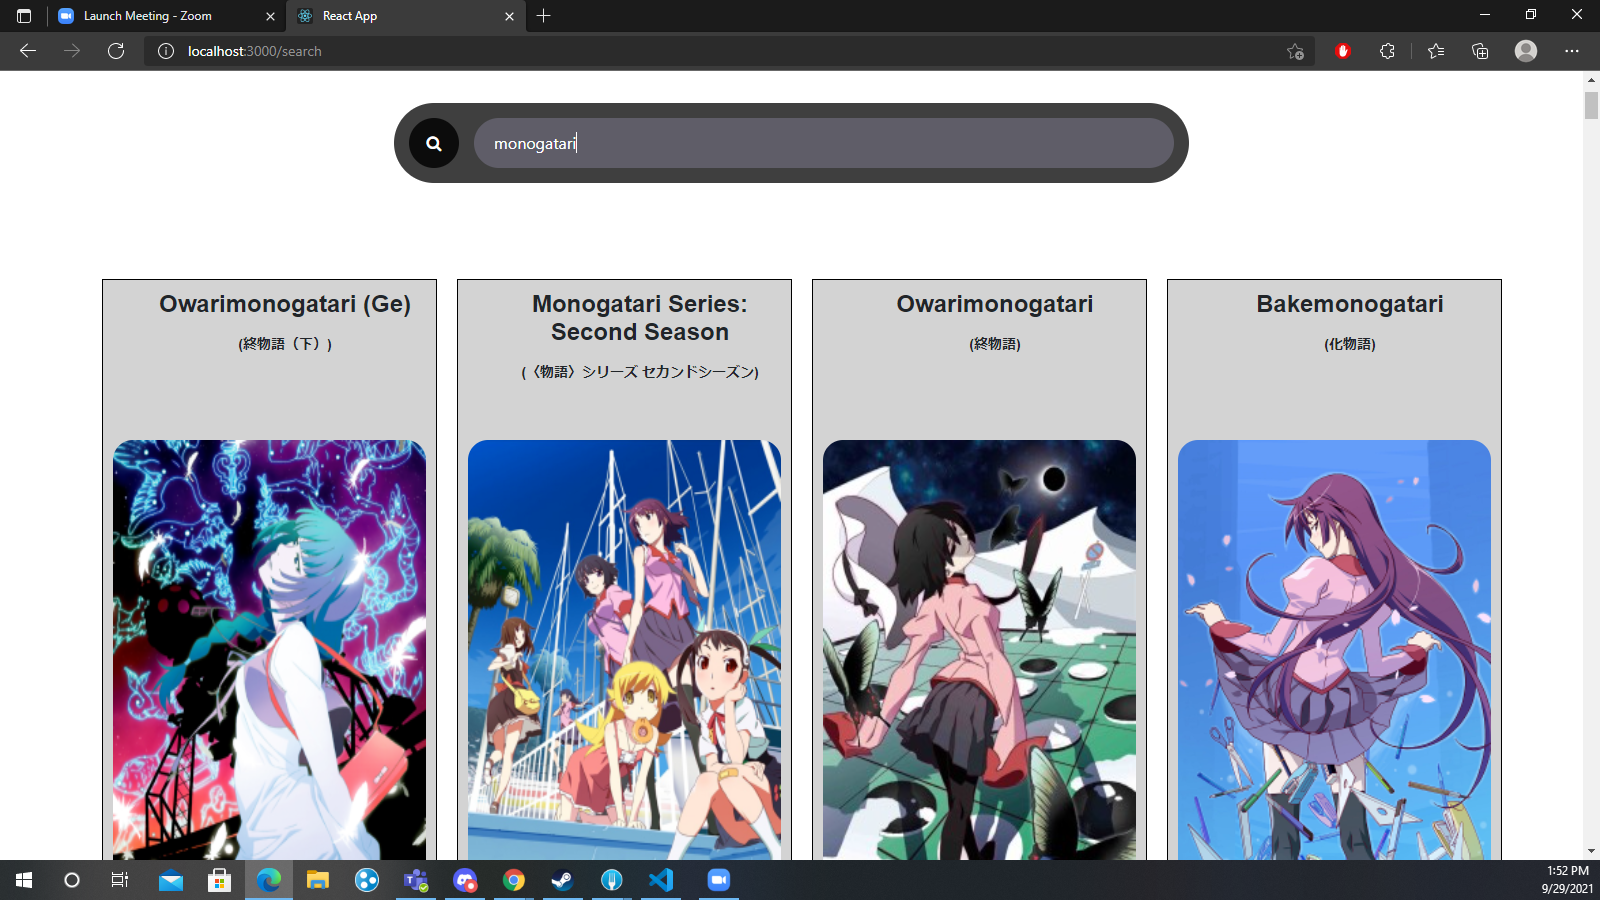 Launch Meeting - Zoom
React App
localhost:3000/search
monogatari
Owarimonogatari (Ge)
(終物語（下）)
Monogatari Series:
Second Season
(〈物語〉シリーズ セカンドシーズン)
Owarimonogatari
(終物語)
Bakemonogatari
(化物語)
1:52 PM
9/29/2021